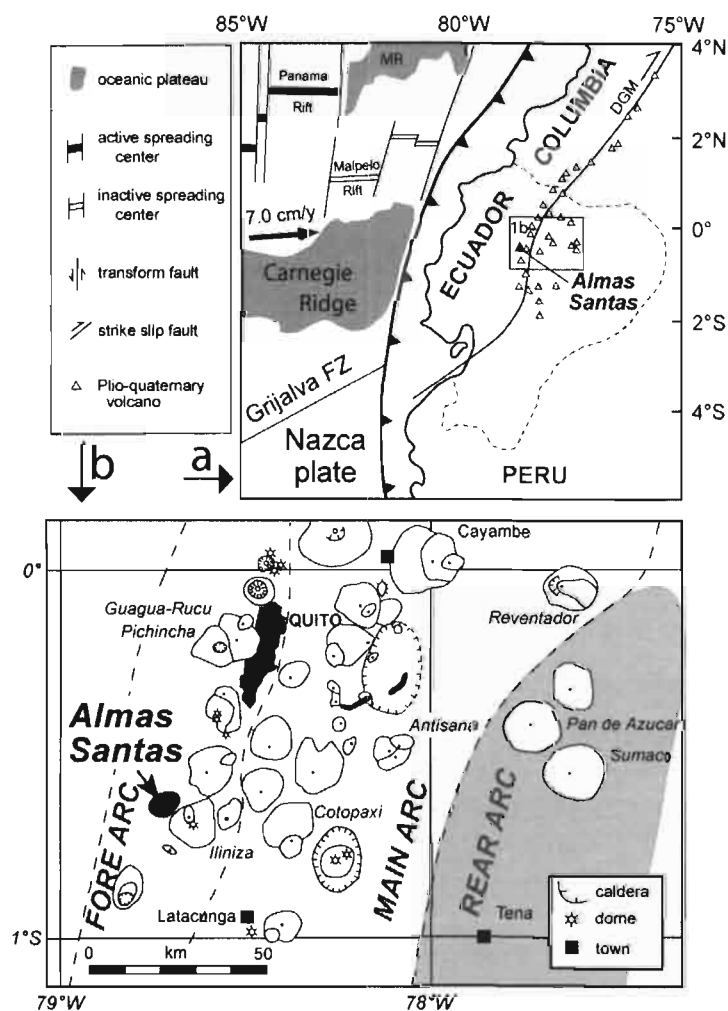 85°W
80°W
75°W
4°N
2°N
0°
2°S
4°S
oceanic plateau
active spreading
center
inactive spreading
center
transform fault
strike slip fault
Plio-quaternary
volcano
b
a
MR
Panama
Rift
Malpelo
Rift
7.0 cm/y
Carnegie
Ridge
Grijalva FZ
Nazca
plate
PERU
ECUADOR
COLUMBIA
DGM
1b
Almas
Santas
0°
1°S
79°W
78°W
Cayambe
Guagua-Rucu
Pichincha
QUITO
Reventador
Almas
Santas
Antisana
Pan de Azucar
Sumaco
FORE ARC
MAIN ARC
REAR ARC
Cotopaxi
Iliniza
Latacunga
Tena
0
km
50
caldera
dome
town